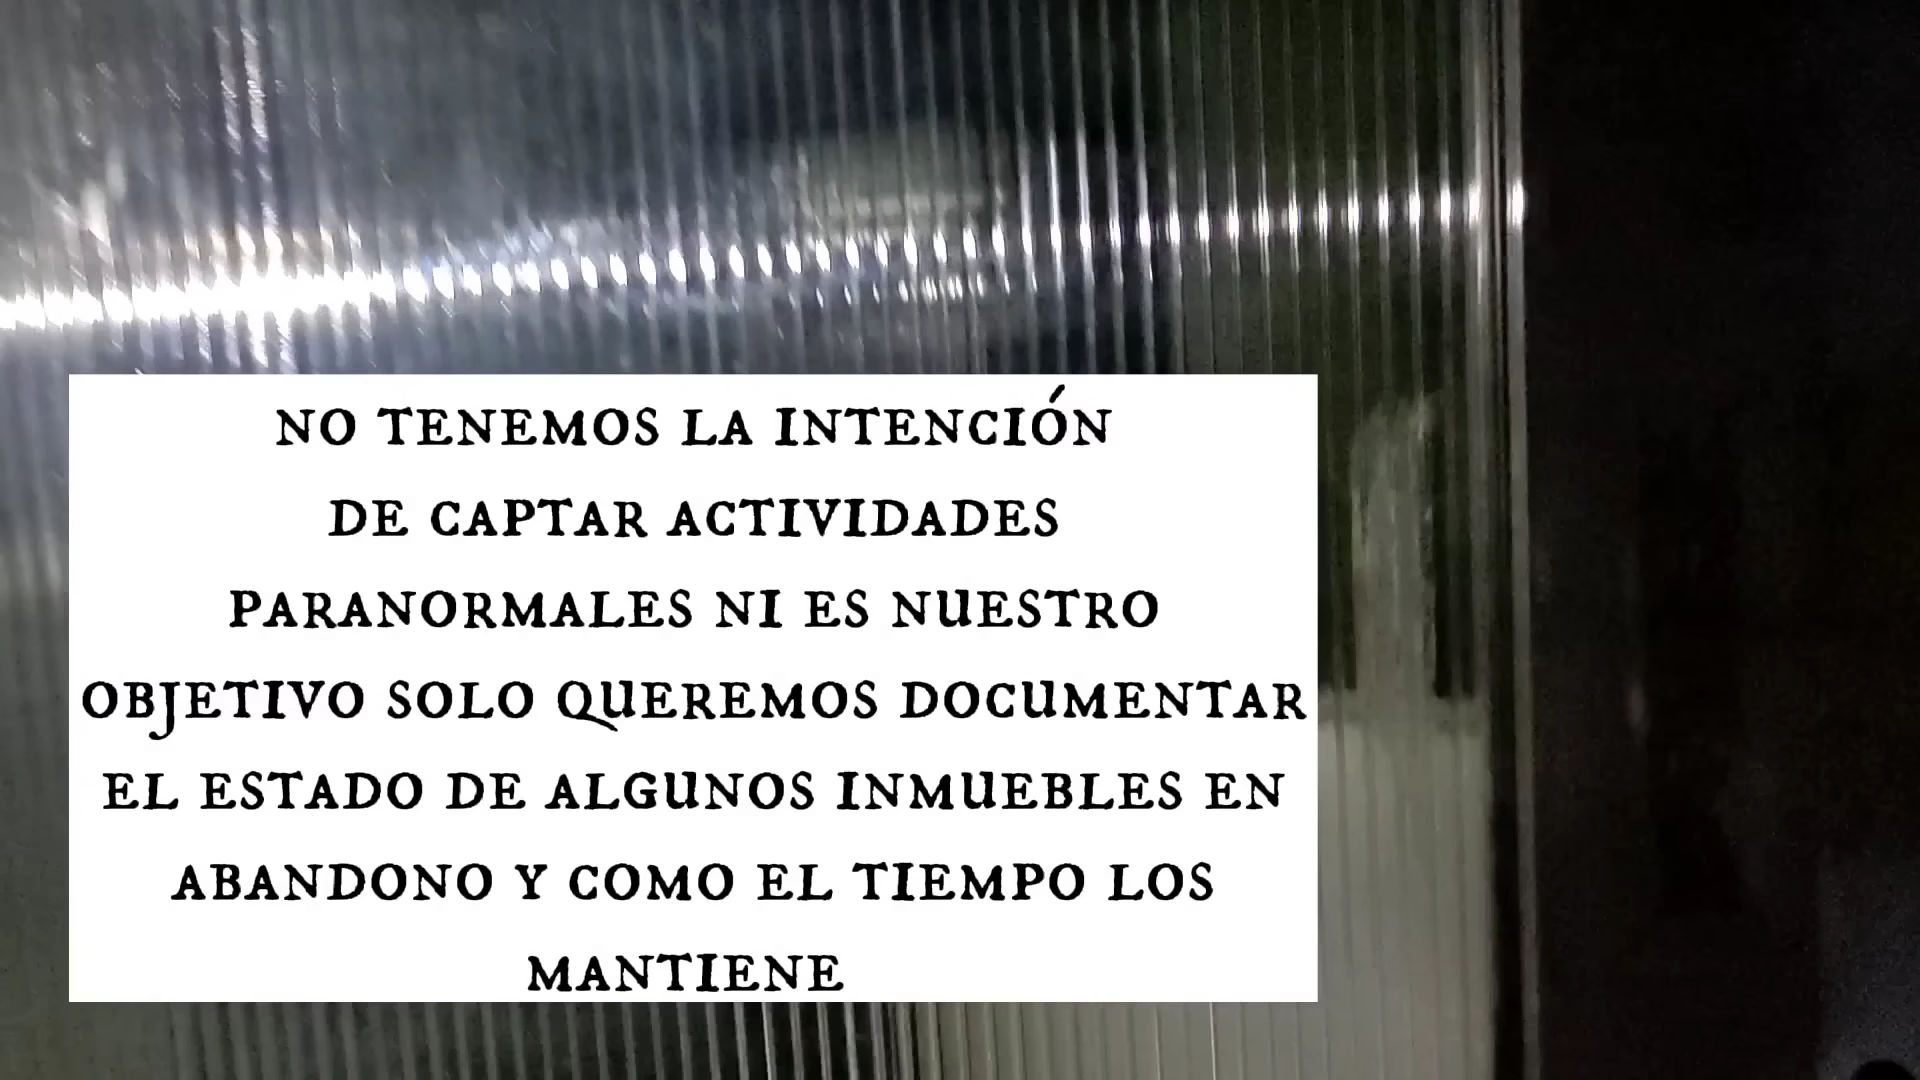 NO TENEMOS LA INTENCIÓN
DE CAPTAR ACTIVIDADES
PARANORMALES NI ES NUESTRO
OBJETIVO SOLO QUEREMOS DOCUMENTAR
EL ESTADO DE ALGUNOS INMUEBLES EN
ABANDONO Y COMO EL TIEMPO LOS
MANTIENE